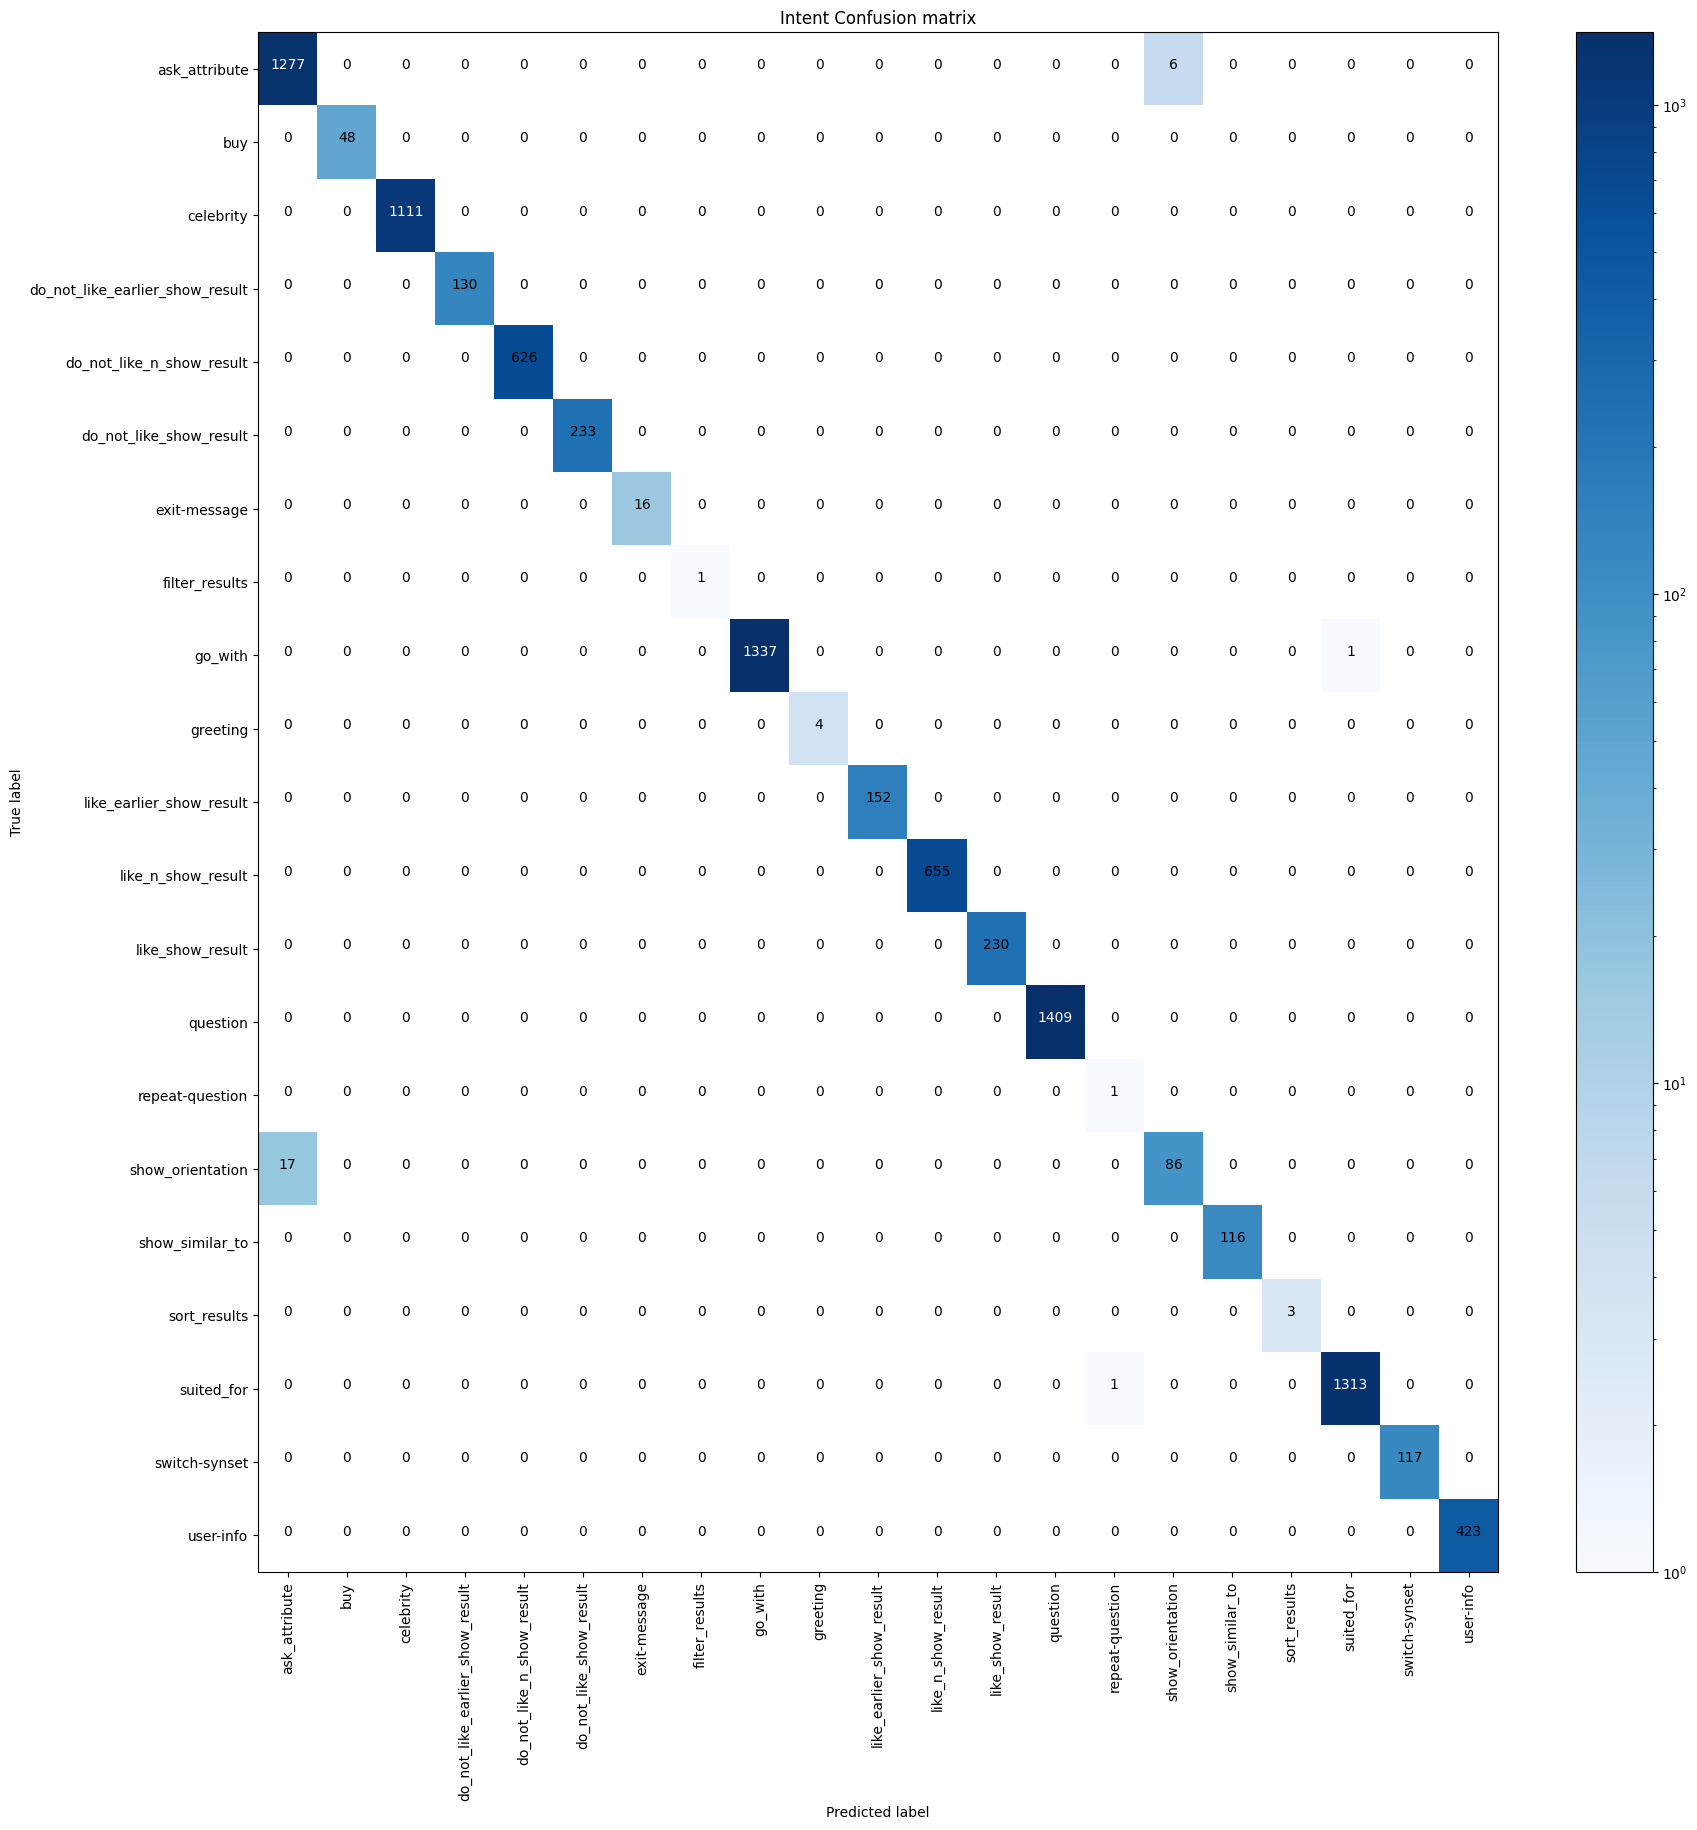 Intent Confusion matrix
ask_attribute 1277 0 0 0 0 0 0 0 0 0 0 0 0 0 0 6 0 0 0 0 0
buy 0 48 0 0 0 0 0 0 0 0 0 0 0 0 0 0 0 0 0 0 0
celebrity 0 0 1111 0 0 0 0 0 0 0 0 0 0 0 0 0 0 0 0 0 0
do_not_like_earlier_show_result 0 0 0 130 0 0 0 0 0 0 0 0 0 0 0 0 0 0 0 0 0
do_not_like_n_show_result 0 0 0 0 626 0 0 0 0 0 0 0 0 0 0 0 0 0 0 0 0
do_not_like_show_result 0 0 0 0 0 233 0 0 0 0 0 0 0 0 0 0 0 0 0 0 0
exit-message 0 0 0 0 0 0 16 0 0 0 0 0 0 0 0 0 0 0 0 0 0
filter_results 0 0 0 0 0 0 0 1 0 0 0 0 0 0 0 0 0 0 0 0 0
go_with 0 0 0 0 0 0 0 0 1337 0 0 0 0 0 0 0 0 0 1 0 0
greeting 0 0 0 0 0 0 0 0 0 4 0 0 0 0 0 0 0 0 0 0 0
like_earlier_show_result 0 0 0 0 0 0 0 0 0 0 152 0 0 0 0 0 0 0 0 0 0
like_n_show_result 0 0 0 0 0 0 0 0 0 0 0 655 0 0 0 0 0 0 0 0 0
like_show_result 0 0 0 0 0 0 0 0 0 0 0 0 230 0 0 0 0 0 0 0 0
question 0 0 0 0 0 0 0 0 0 0 0 0 0 1409 0 0 0 0 0 0 0
repeat-question 0 0 0 0 0 0 0 0 0 0 0 0 0 0 1 0 0 0 0 0 0
show_orientation 17 0 0 0 0 0 0 0 0 0 0 0 0 0 0 86 0 0 0 0 0
show_similar_to 0 0 0 0 0 0 0 0 0 0 0 0 0 0 0 0 116 0 0 0 0
sort_results 0 0 0 0 0 0 0 0 0 0 0 0 0 0 0 0 0 3 0 0 0
suited_for 0 0 0 0 0 0 0 0 0 0 0 0 0 0 1 0 0 0 1313 0 0
switch-synset 0 0 0 0 0 0 0 0 0 0 0 0 0 0 0 0 0 0 0 117 0
user-info 0 0 0 0 0 0 0 0 0 0 0 0 0 0 0 0 0 0 0 0 423
True label
ask_attribute
buy
celebrity
do_not_like_earlier_show_result
do_not_like_n_show_result
do_not_like_show_result
exit-message
filter_results
go_with
greeting
like_earlier_show_result
like_n_show_result
like_show_result
question
repeat-question
show_orientation
show_similar_to
sort_results
suited_for
switch-synset
user-info
Predicted label
10³
10²
10¹
10⁰